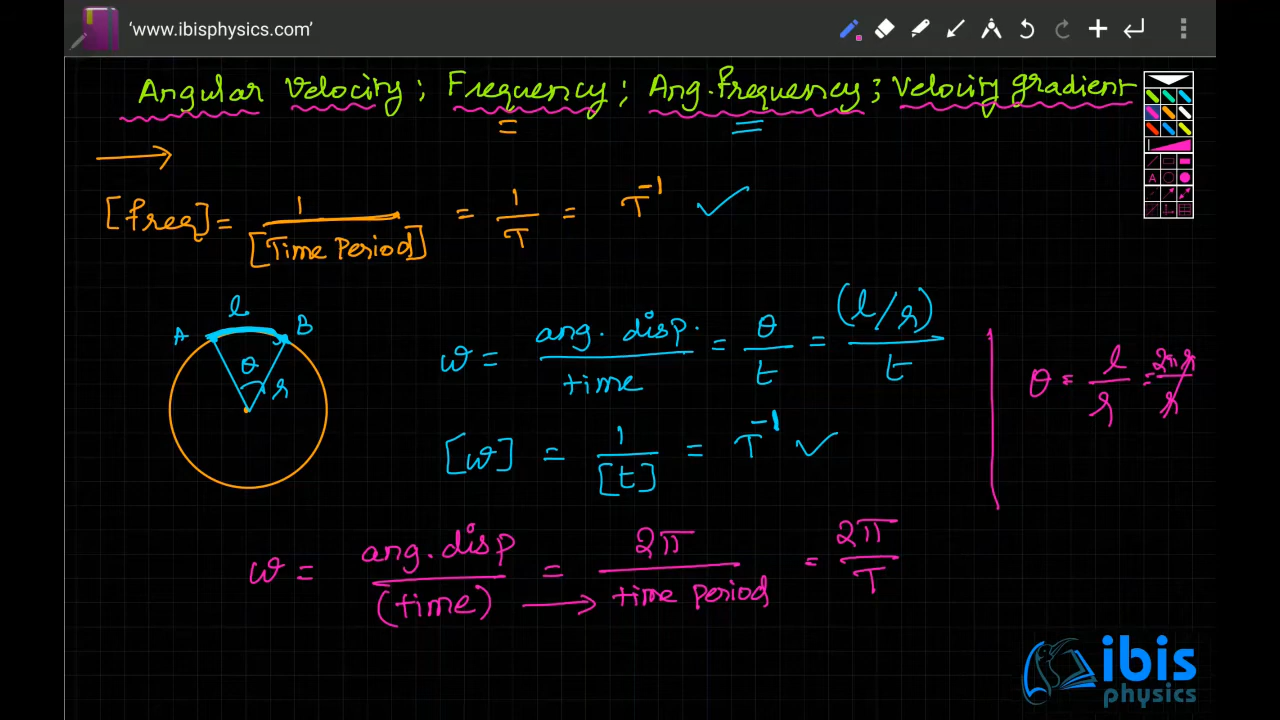 'www.ibisphysics.com'
Angular Velocity ; Frequency ; Ang. Frequency ; Velocity gradient
[freq] = 1 / [Time Period] = 1 / T = T⁻¹ ✓
l
A B
θ
r
ω = ang. disp. / time = θ / t = (l/r) / t
θ = l / r = 2πr / r
[ω] = 1 / [t] = T⁻¹ ✓
ω = ang. disp / (time) → 2π / time Period = 2π / T
ibis
physics